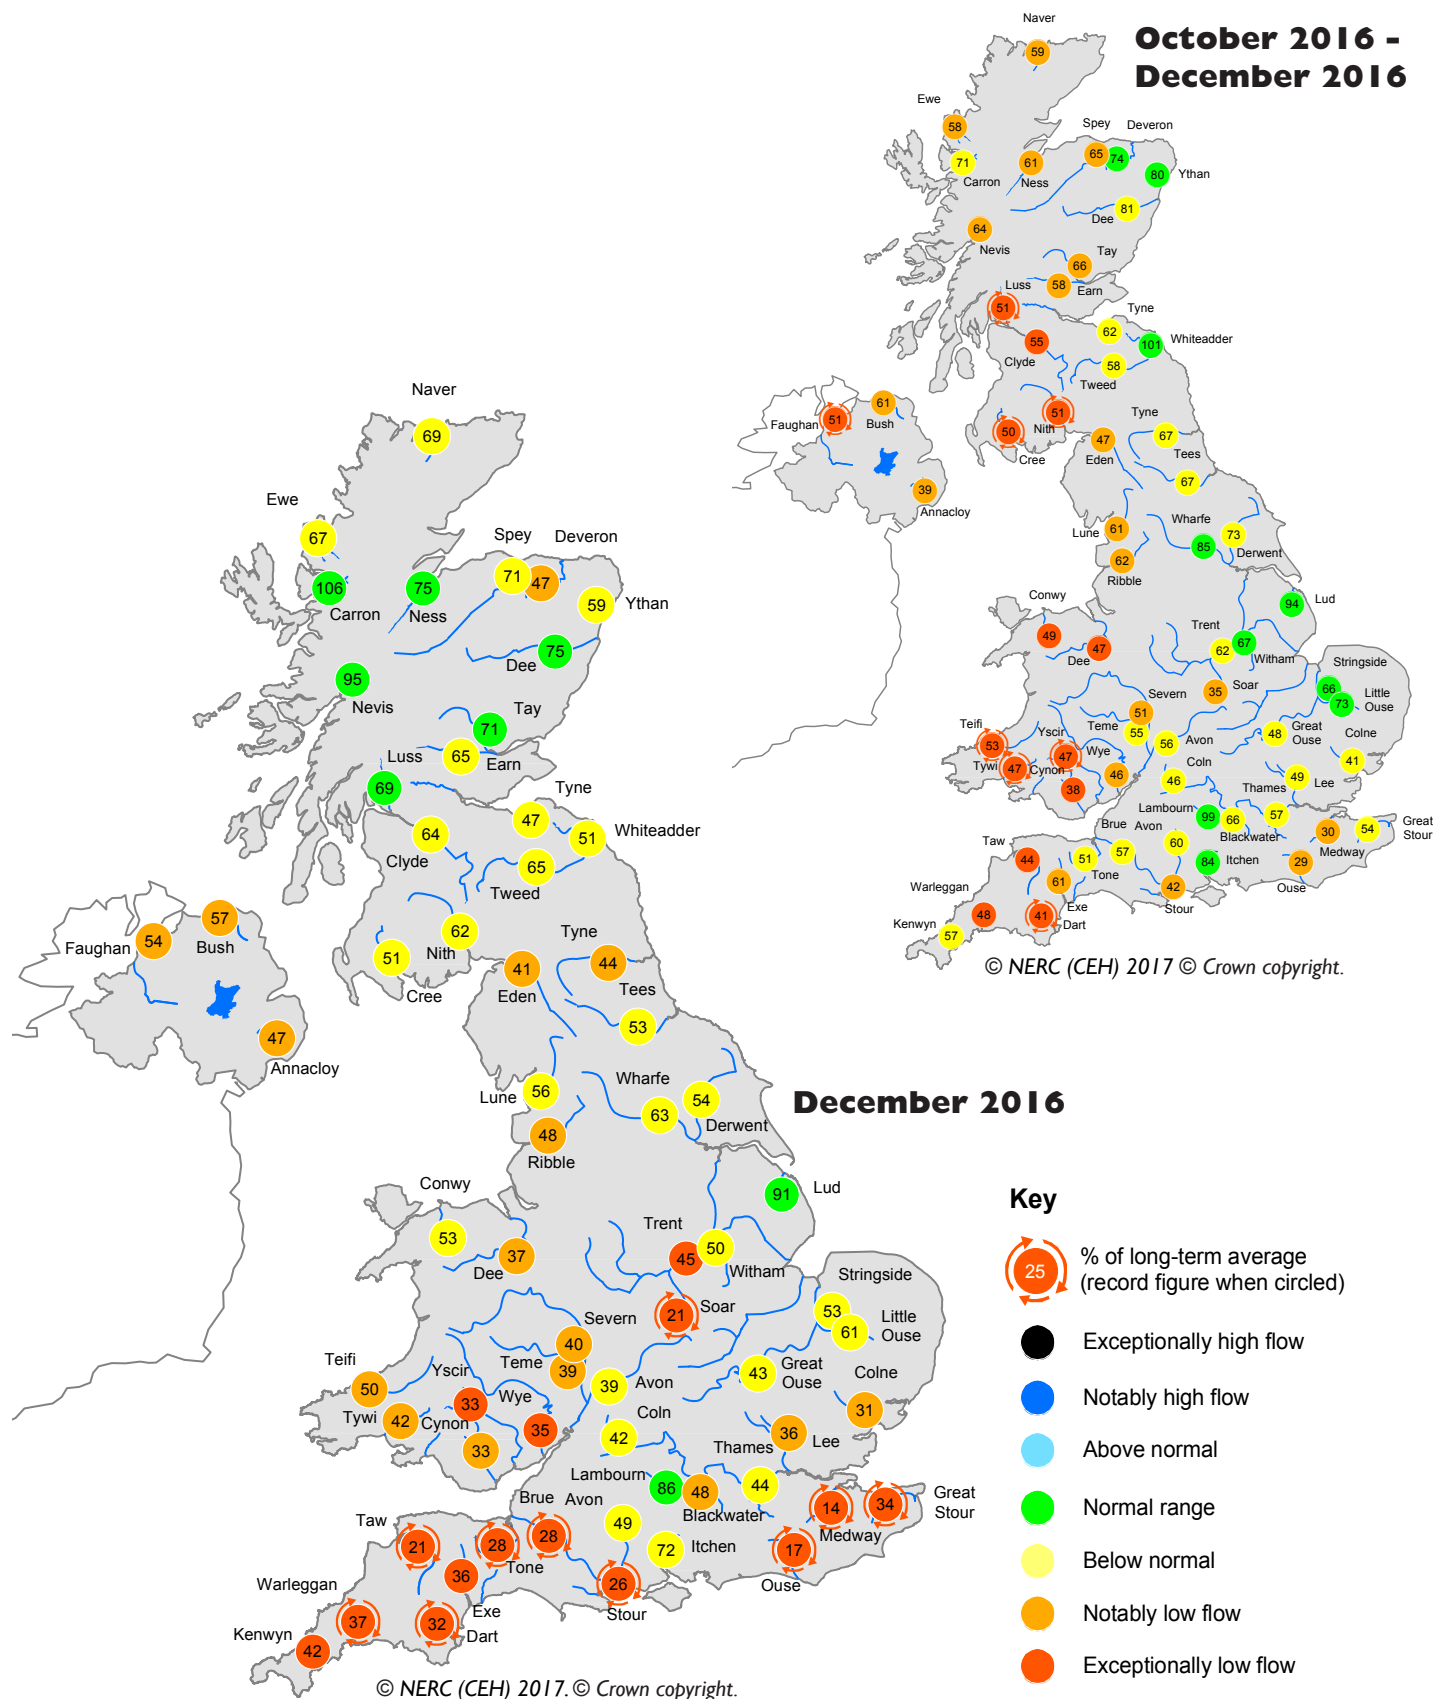 October 2016 -
December 2016
Naver
59
Ewe
58
Spey
Deveron
65
74
71
Carron
61
Ness
80
Ythan
81
Dee
64
Nevis
Tay
66
Luss
58
Earn
51
Tyne
62
Whiteadder
101
55
Clyde
58
Tweed
61
Bush
51
Faughan
51
Nith
50
Cree
Tyne
67
47
Eden
Tees
67
39
Annacloy
Wharfe
Lune
61
73
85
Derwent
62
Ribble
Conwy
94
Lud
49
Trent
47
Dee
62
67
Witham
Stringside
66
Little
Ouse
73
35
Soar
Severn
51
Teifi
53
Yscir
Teme
55
56
Avon
48
Great
Ouse
Colne
47
Wye
Tywi
47
Cynon
46
Coln
46
41
38
Thames
49
Lee
Lambourn
99
66
Blackwater
57
30
Medway
54
Great
Stour
Brue
Avon
60
Taw
44
51
Tone
57
84
Itchen
29
Ouse
61
Exe
42
Stour
Warleggan
48
41
Dart
Kenwyn
57
© NERC (CEH) 2017 © Crown copyright.
Naver
69
Ewe
67
Spey
Deveron
71
47
106
Carron
75
Ness
59
Ythan
75
Dee
95
Nevis
Tay
71
Luss
65
Earn
69
Tyne
47
Whiteadder
51
64
Clyde
65
Tweed
57
Bush
54
Faughan
62
Nith
51
Cree
Tyne
44
41
Eden
Tees
53
47
Annacloy
Wharfe
Lune
56
54
63
Derwent
48
Ribble
December 2016
Conwy
91
Lud
53
Trent
37
Dee
45
50
Witham
Stringside
53
Little
Ouse
61
21
Soar
Severn
40
Teifi
50
Yscir
Teme
39
39
Avon
43
Great
Ouse
Colne
33
Wye
Tywi
42
Cynon
35
Coln
42
31
33
Thames
36
Lee
Lambourn
86
48
Blackwater
44
14
Medway
34
Great
Stour
Brue
Avon
49
Taw
21
28
Tone
28
72
Itchen
17
Ouse
36
Exe
26
Stour
Warleggan
37
32
Dart
Kenwyn
42
© NERC (CEH) 2017. © Crown copyright.
Key
25
% of long-term average
(record figure when circled)
Exceptionally high flow
Notably high flow
Above normal
Normal range
Below normal
Notably low flow
Exceptionally low flow